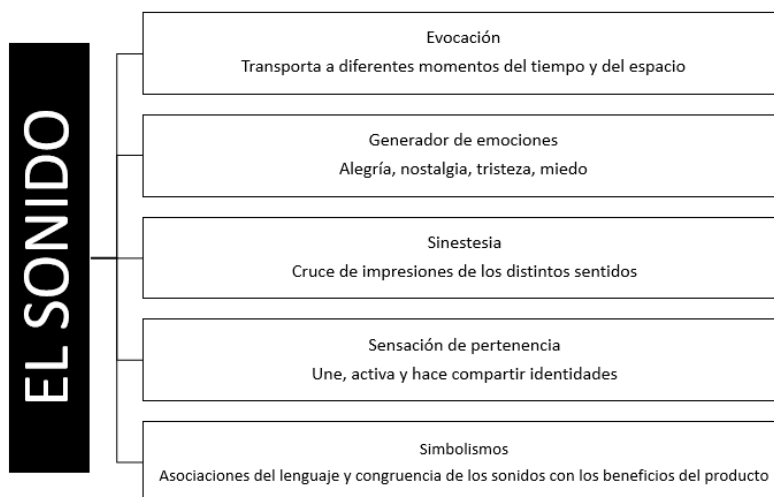 EL SONIDO
Evocación
Transporta a diferentes momentos del tiempo y del espacio
Generador de emociones
Alegría, nostalgia, tristeza, miedo
Sinestesia
Cruce de impresiones de los distintos sentidos
Sensación de pertenencia
Une, activa y hace compartir identidades
Simbolismos
Asociaciones del lenguaje y congruencia de los sonidos con los beneficios del producto